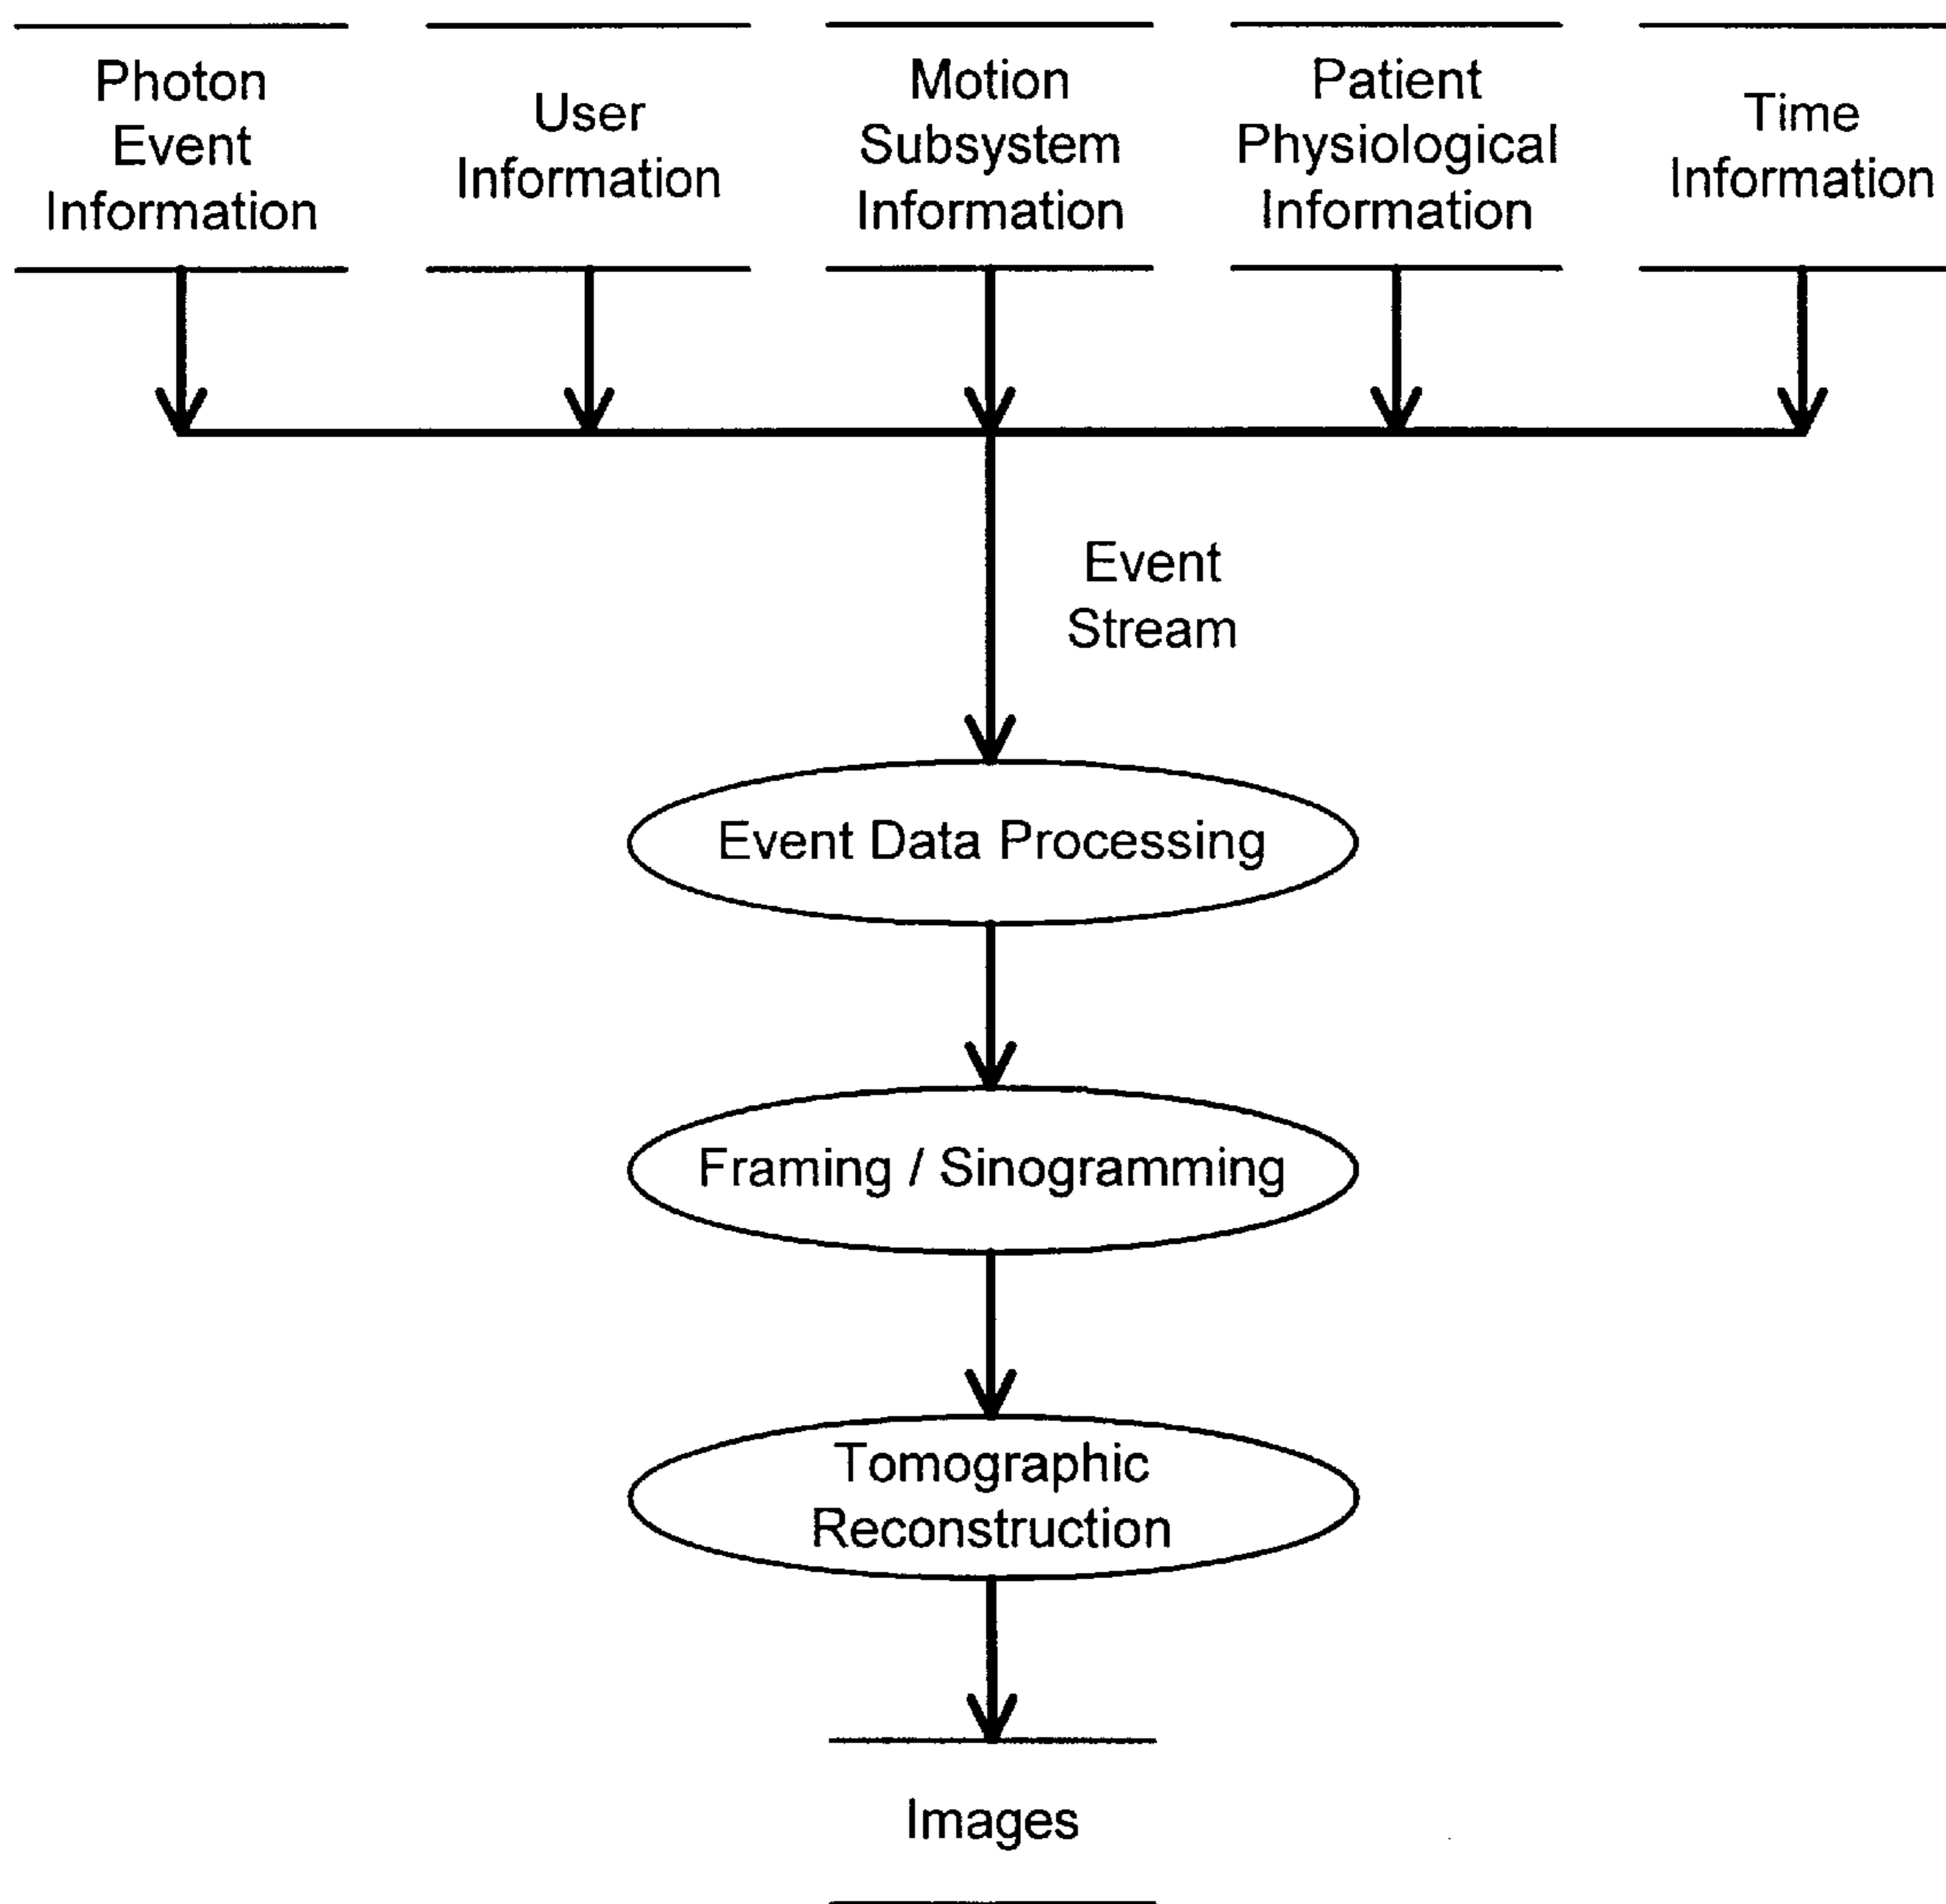 Photon
Event
Information
User
Information
Motion
Subsystem
Information
Patient
Physiological
Information
Time
Information
Event
Stream
Event Data Processing
Framing / Sinogramming
Tomographic
Reconstruction
Images